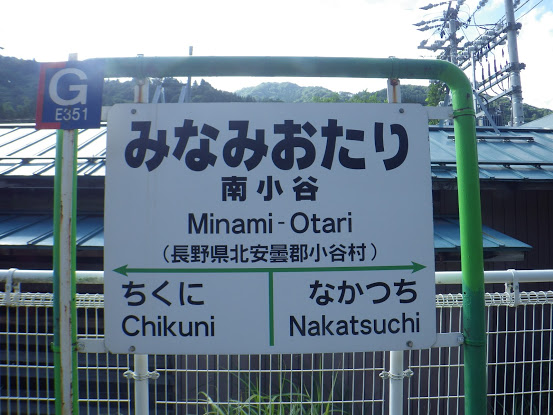 G
E351
みなみおたり
南小谷
Minami-Otari
(長野県北安曇郡小谷村)
ちくに
Chikuni
なかつち
Nakatsuchi